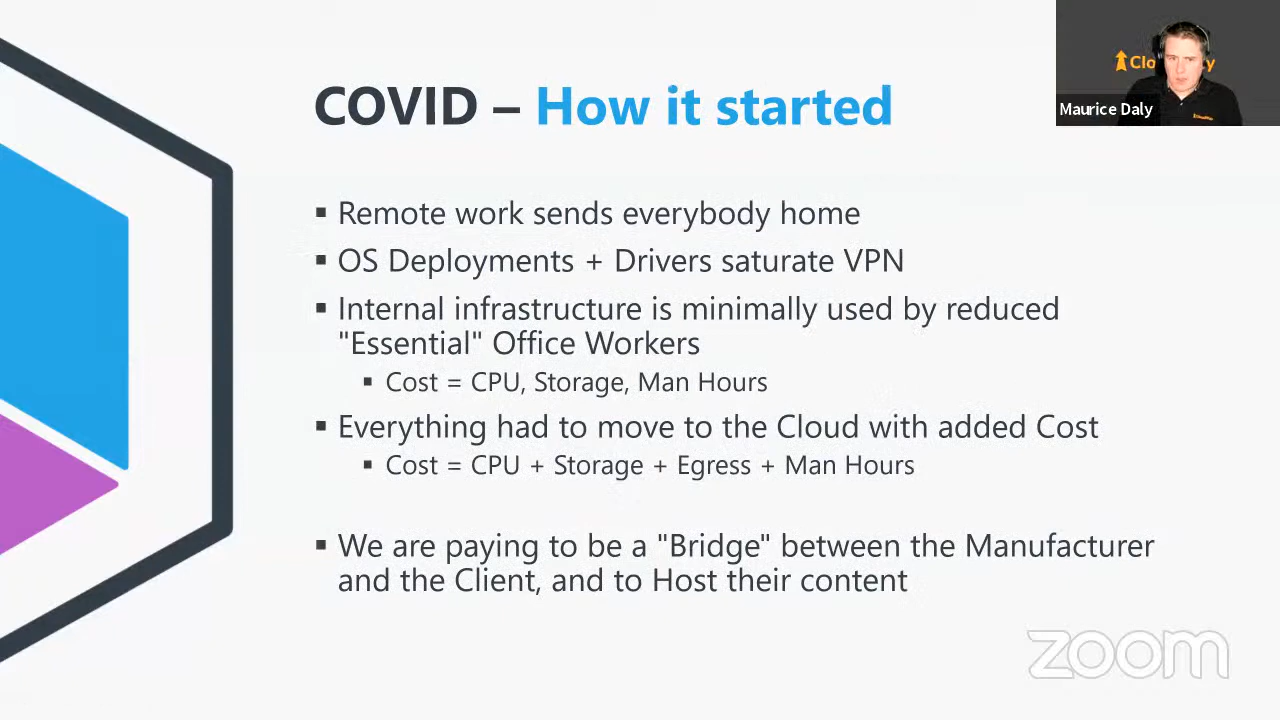 COVID – How it started
Maurice Daly
▪ Remote work sends everybody home
▪ OS Deployments + Drivers saturate VPN
▪ Internal infrastructure is minimally used by reduced
"Essential" Office Workers
▪ Cost = CPU, Storage, Man Hours
▪ Everything had to move to the Cloud with added Cost
▪ Cost = CPU + Storage + Egress + Man Hours
▪ We are paying to be a "Bridge" between the Manufacturer
and the Client, and to Host their content
zoom